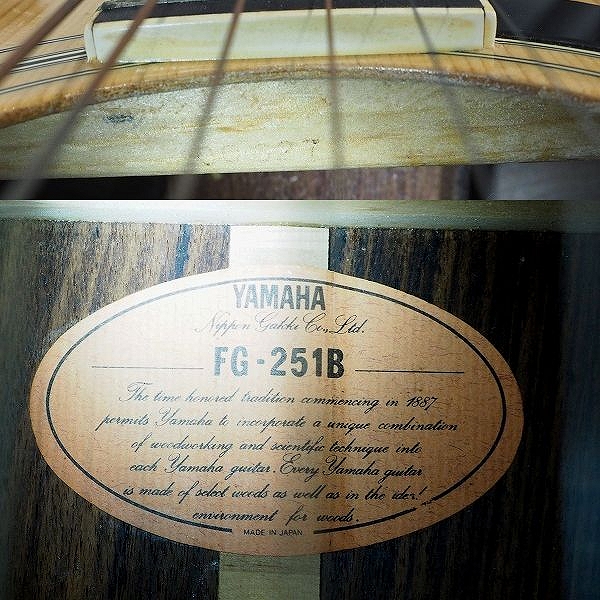 YAMAHA
Nippon Gakki Co., Ltd.
FG-251B
The time honored tradition commencing in 1887
permits Yamaha to incorporate a unique combination
of woodworking and scientific technique into
each Yamaha guitar. Every Yamaha guitar
is made of select woods as well as in the ideal
environment for woods.
MADE IN JAPAN